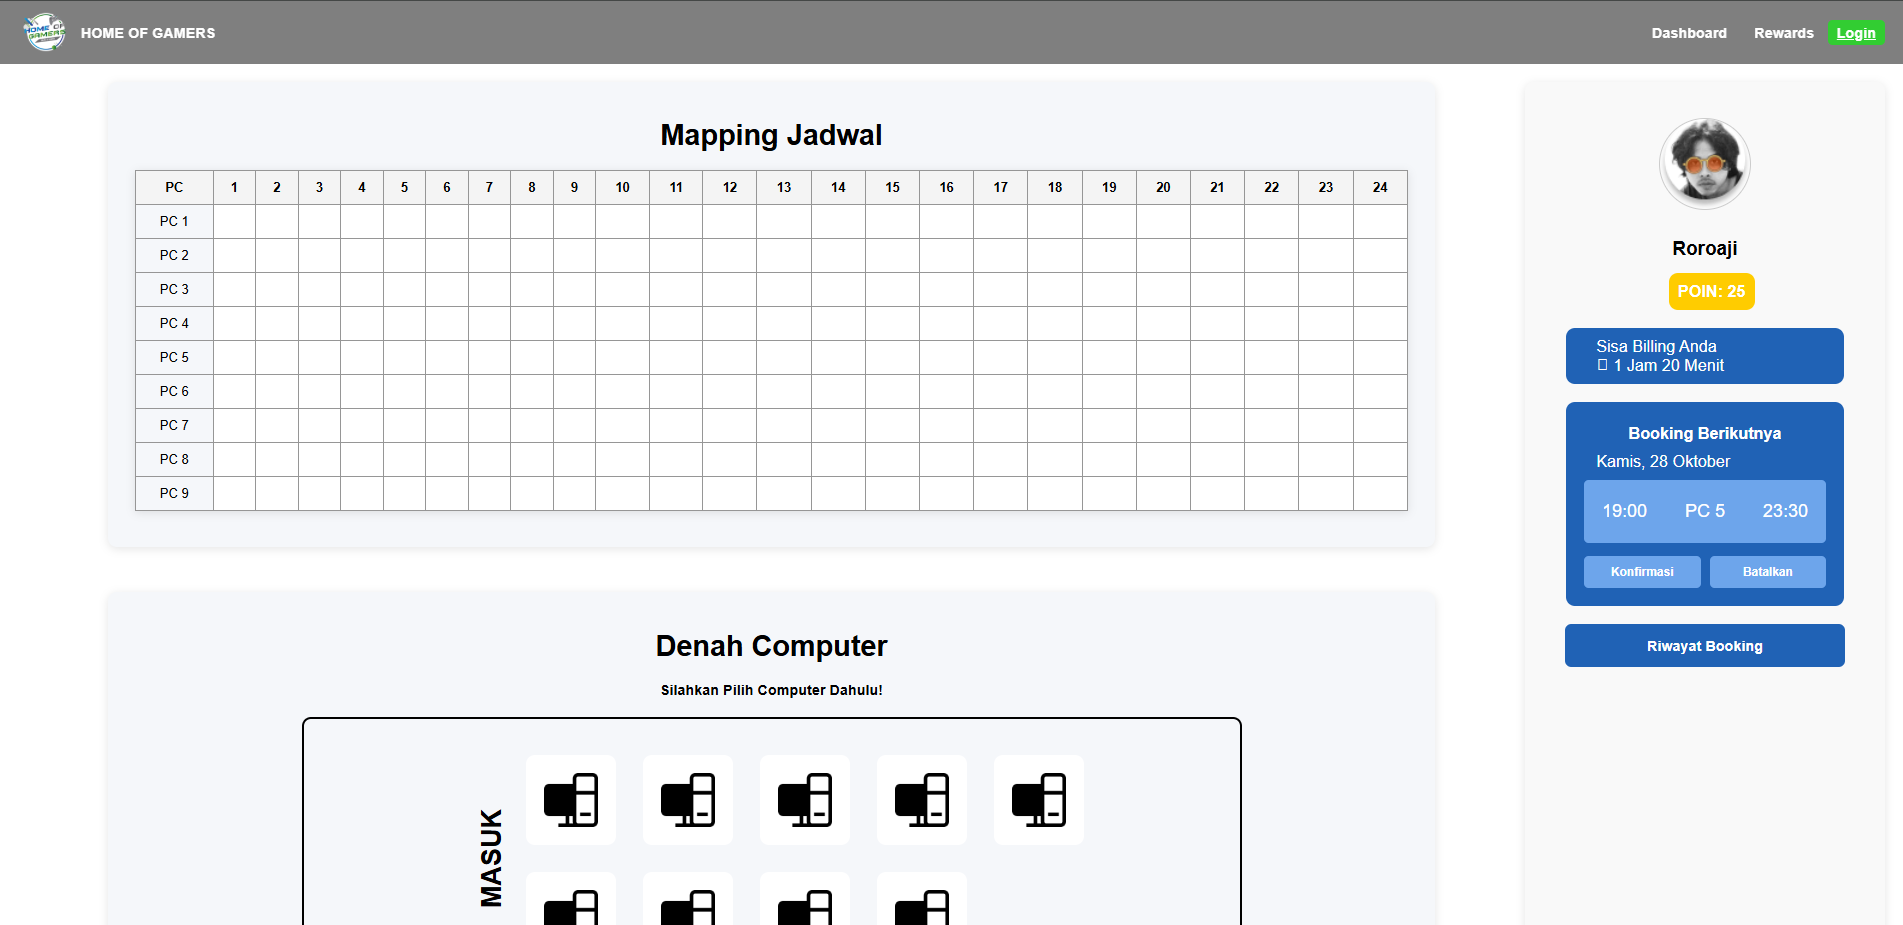 HOME OF GAMERS
HOME OF GAMERS
Dashboard Rewards Login
Mapping Jadwal
PC 1 2 3 4 5 6 7 8 9 10 11 12 13 14 15 16 17 18 19 20 21 22 23 24
PC 1
PC 2
PC 3
PC 4
PC 5
PC 6
PC 7
PC 8
PC 9
Denah Computer
Silahkan Pilih Computer Dahulu!
MASUK
Roroaji
POIN: 25
Sisa Billing Anda
1 Jam 20 Menit
Booking Berikutnya
Kamis, 28 Oktober
19:00 PC 5 23:30
Konfirmasi Batalkan
Riwayat Booking